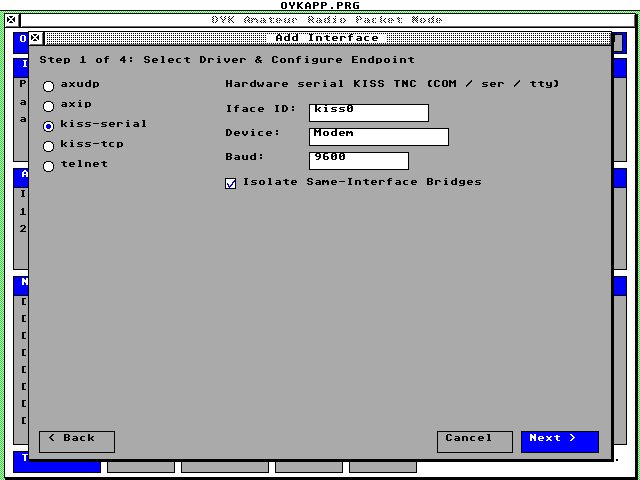 OYKAPP.PRG
OYK Amateur Radio Packet Node
Add Interface
Step 1 of 4: Select Driver & Configure Endpoint
axudp
Hardware serial KISS TNC (COM / ser / tty)
axip
Iface ID: kiss0
kiss-serial
Device: Modem
kiss-tcp
Baud: 9600
telnet
Isolate Same-Interface Bridges
< Back
Cancel
Next >